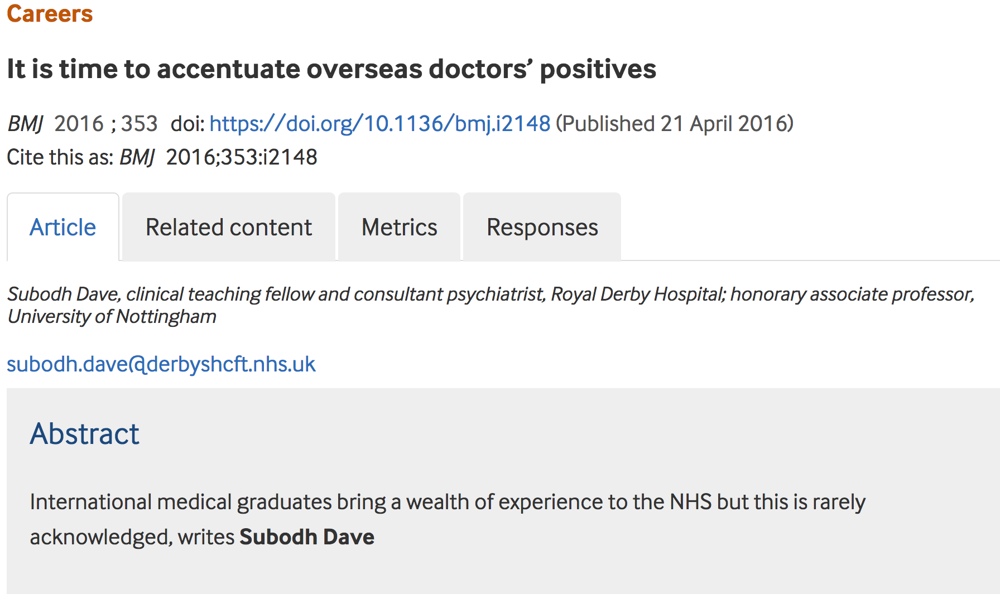 Careers
It is time to accentuate overseas doctors’ positives
BMJ 2016 ; 353 doi: https://doi.org/10.1136/bmj.i2148 (Published 21 April 2016)
Cite this as: BMJ 2016;353:i2148
Article Related content Metrics Responses
Subodh Dave, clinical teaching fellow and consultant psychiatrist, Royal Derby Hospital; honorary associate professor,
University of Nottingham
subodh.dave@derbyshcft.nhs.uk
Abstract
International medical graduates bring a wealth of experience to the NHS but this is rarely
acknowledged, writes Subodh Dave